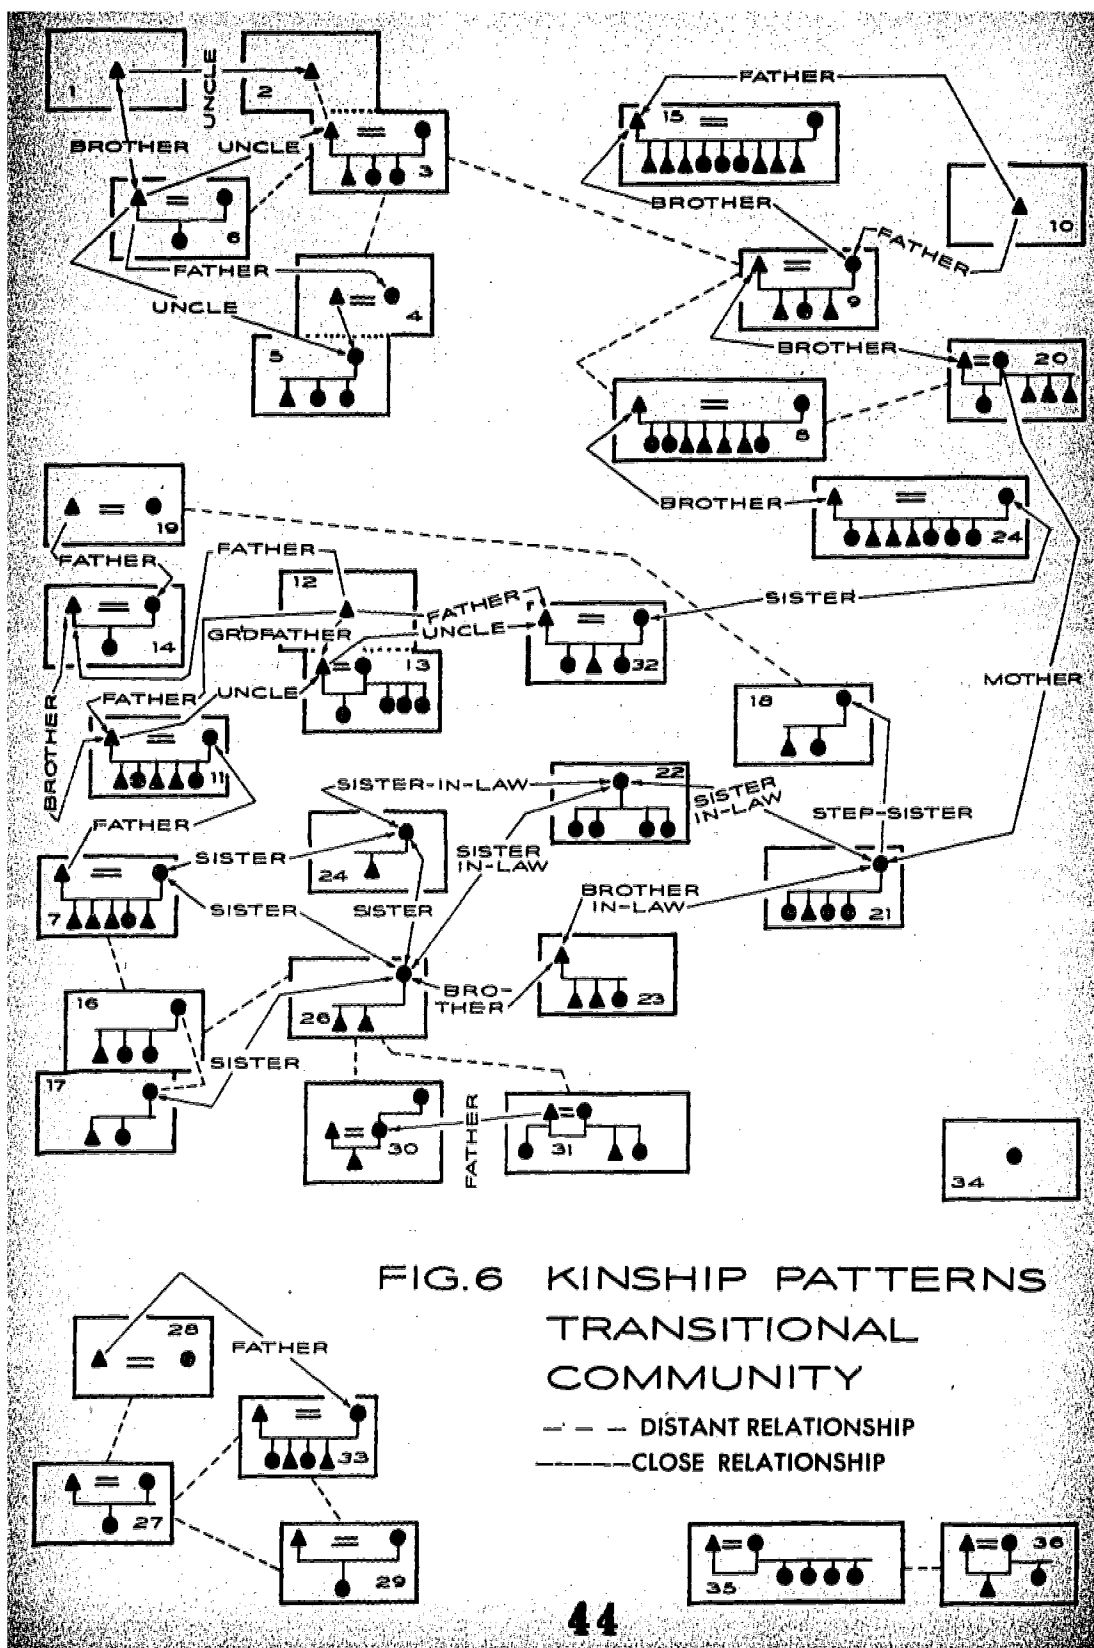 1
UNCLE
2
BROTHER
UNCLE
3
6
FATHER
UNCLE
4
5
FATHER
15
BROTHER
10
FATHER
9
BROTHER
20
8
BROTHER
24
19
FATHER
14
FATHER
12
GRDFATHER
FATHER
UNCLE
13
32
SISTER
MOTHER
BROTHER
FATHER
UNCLE
11
18
SISTER-IN-LAW
22
SISTER
IN-LAW
STEP-SISTER
FATHER
SISTER
24
SISTER
IN-LAW
BROTHER
IN-LAW
7
SISTER
SISTER
21
16
26
BRO-
THER
23
SISTER
17
30
FATHER
31
34
FIG.6 KINSHIP PATTERNS
TRANSITIONAL
COMMUNITY
DISTANT RELATIONSHIP
CLOSE RELATIONSHIP
28
FATHER
33
27
29
35
36
44